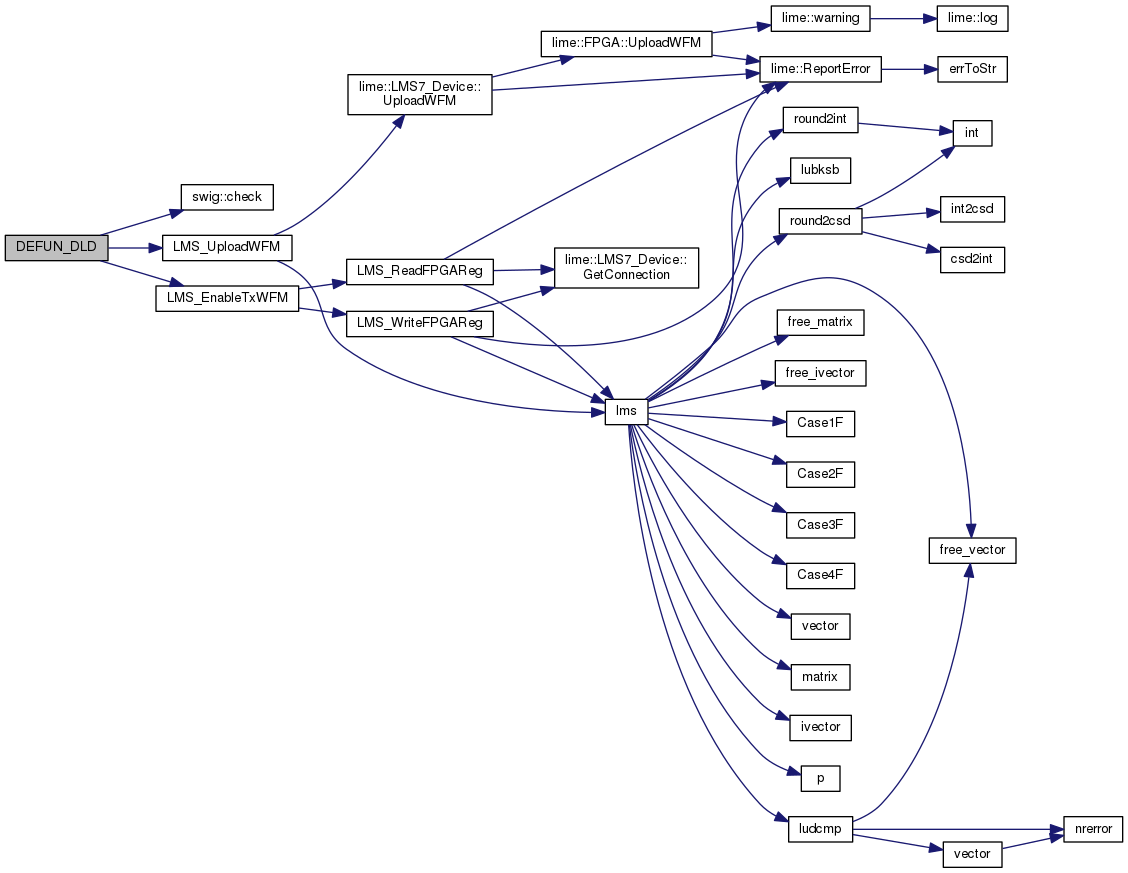 lime::warning
lime::log
lime::FPGA::UploadWFM
lime::ReportError
errToStr
lime::LMS7_Device::
UploadWFM
round2int
int
lubksb
swig::check
round2csd
int2csd
DEFUN_DLD
LMS_UploadWFM
csd2int
lime::LMS7_Device::
GetConnection
LMS_ReadFPGAReg
LMS_EnableTxWFM
LMS_WriteFPGAReg
free_matrix
free_ivector
lms
Case1F
Case2F
Case3F
free_vector
Case4F
vector
matrix
ivector
p
ludcmp
nrerror
vector